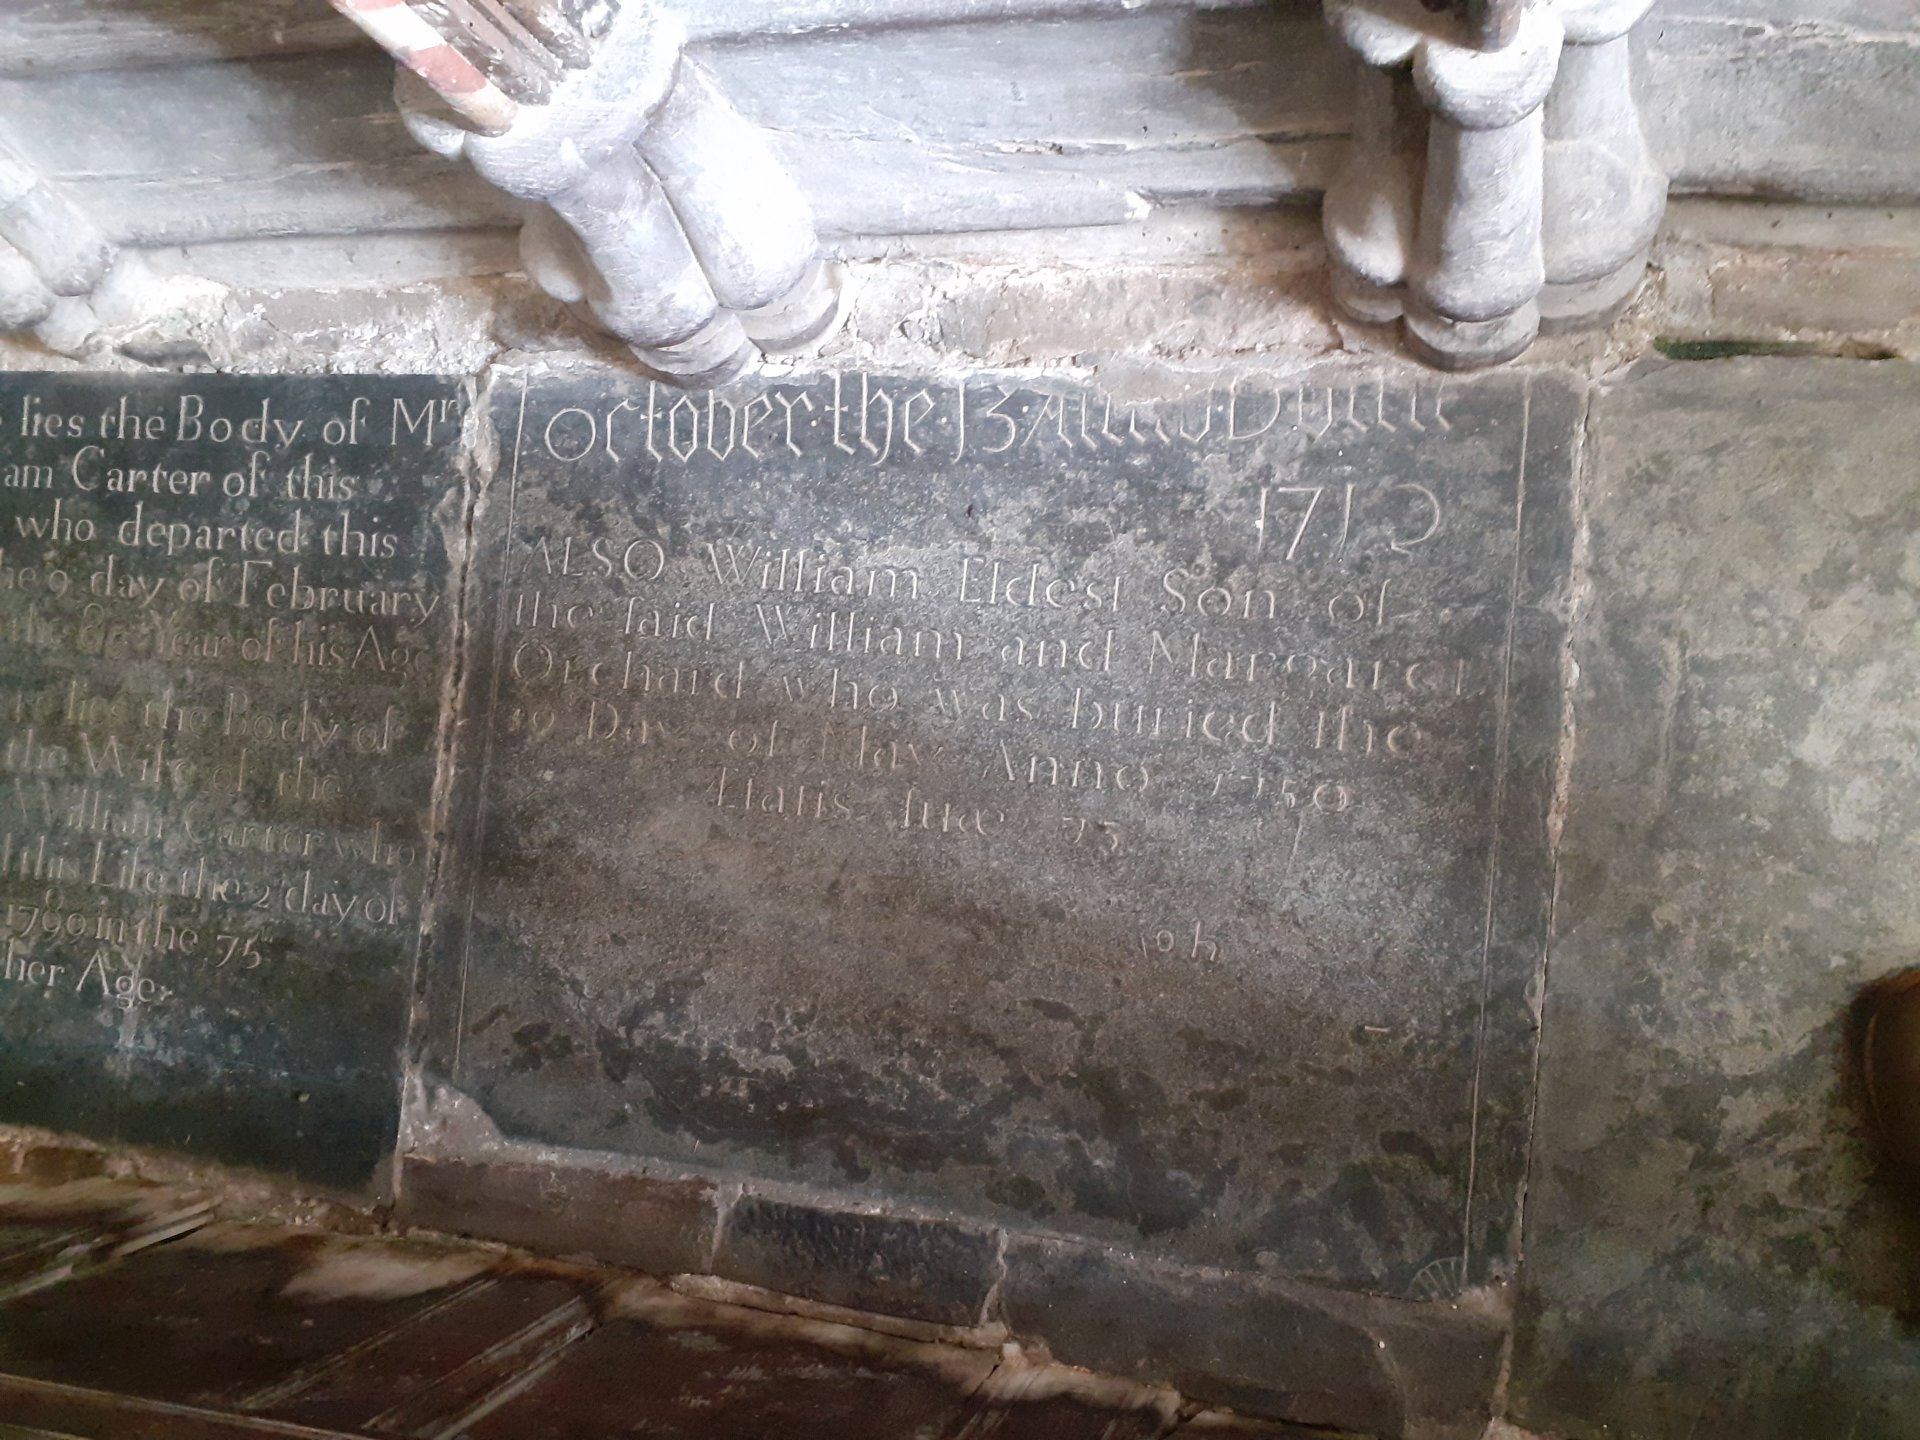 lies the Body of Mr
am Carter of this
who departed this
he 9 day of February
the Year of his Age
lies the Body of
the Wife of the
William Carter who
this Life the 2 day of
in the 75
her Age
October · the 13 · Anno · Domini
1712
ALSO William Eldest Son of
the ſaid William and Margaret
Orchard who was buried the
19 Day of May Anno 1750
Ætatis ſuæ 73